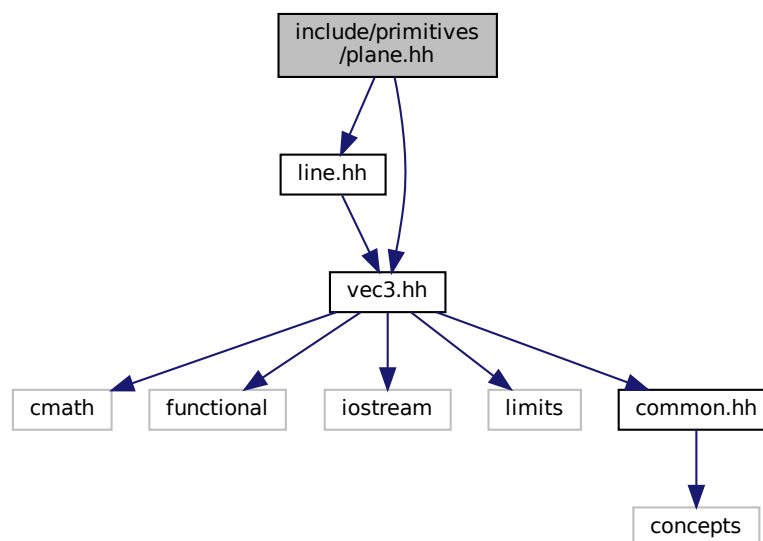 include/primitives
/plane.hh
line.hh
vec3.hh
cmath
functional
iostream
limits
common.hh
concepts